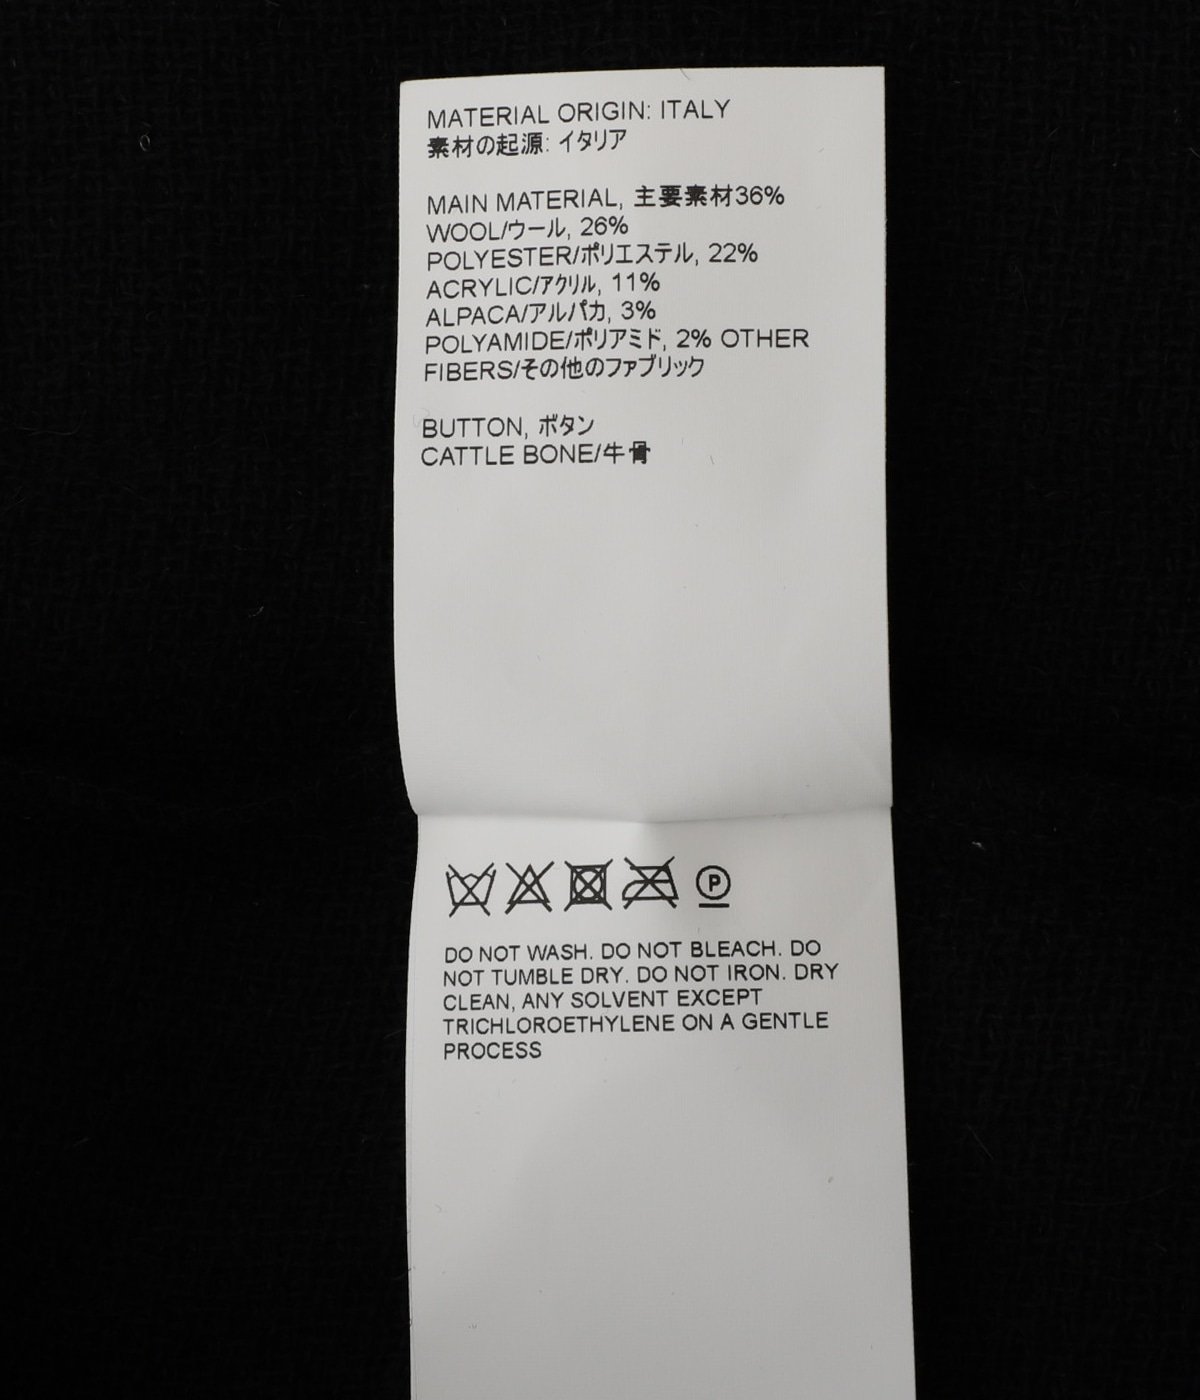 MATERIAL ORIGIN: ITALY
素材の起源: イタリア
MAIN MATERIAL, 主要素材36%
WOOL/ウール, 26%
POLYESTER/ポリエステル, 22%
ACRYLIC/アクリル, 11%
ALPACA/アルパカ, 3%
POLYAMIDE/ポリアミド, 2% OTHER
FIBERS/その他のファブリック
BUTTON, ボタン
CATTLE BONE/牛骨
P
DO NOT WASH. DO NOT BLEACH. DO
NOT TUMBLE DRY. DO NOT IRON. DRY
CLEAN, ANY SOLVENT EXCEPT
TRICHLOROETHYLENE ON A GENTLE
PROCESS